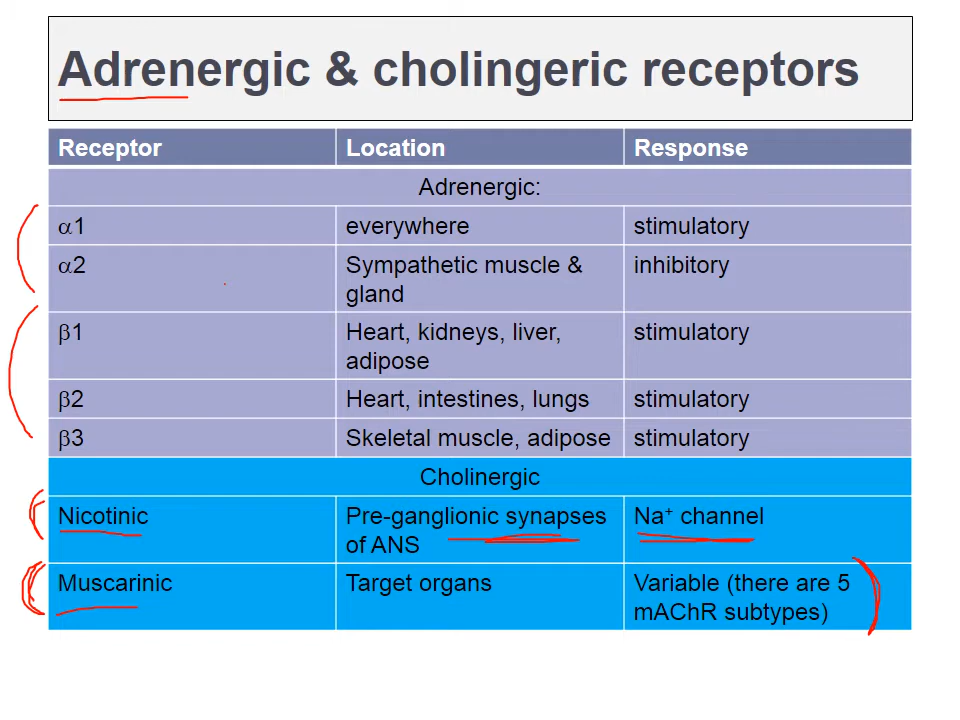 Adrenergic & cholingeric receptors
Receptor Location Response
Adrenergic:
α1 everywhere stimulatory
α2 Sympathetic muscle & inhibitory
gland
β1 Heart, kidneys, liver, stimulatory
adipose
β2 Heart, intestines, lungs stimulatory
β3 Skeletal muscle, adipose stimulatory
Cholinergic
Nicotinic Pre-ganglionic synapses Na⁺ channel
of ANS
Muscarinic Target organs Variable (there are 5
mAChR subtypes)